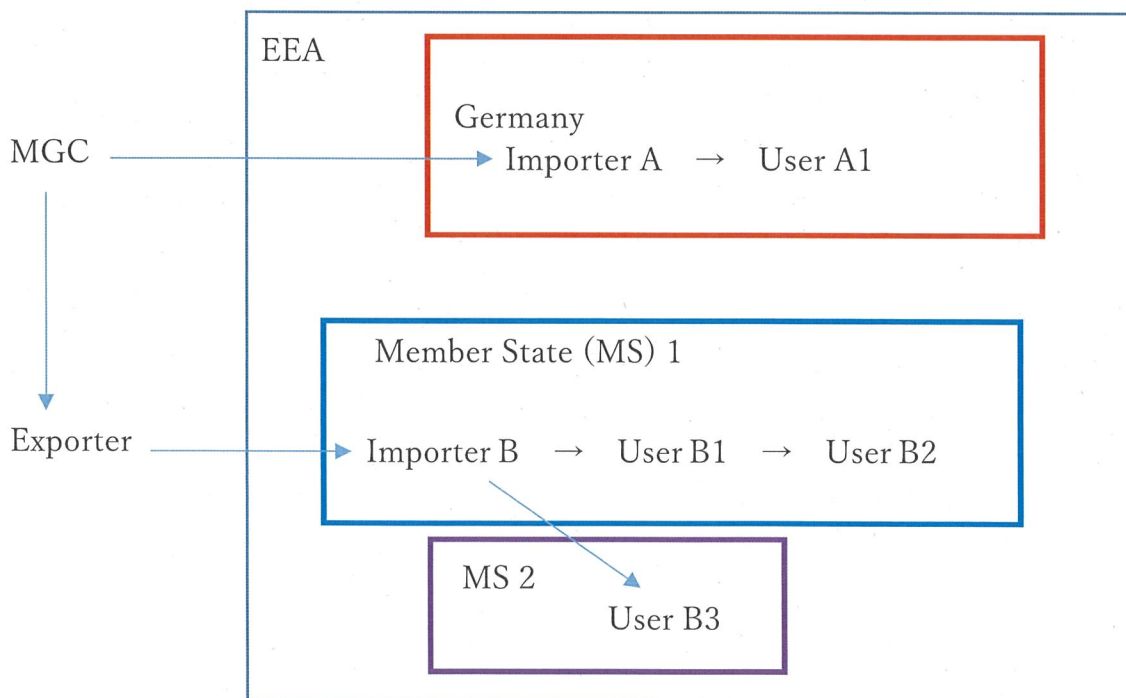 EEA
Germany
MGC
Importer A → User A1
Member State (MS) 1
Exporter
Importer B → User B1 → User B2
MS 2
User B3